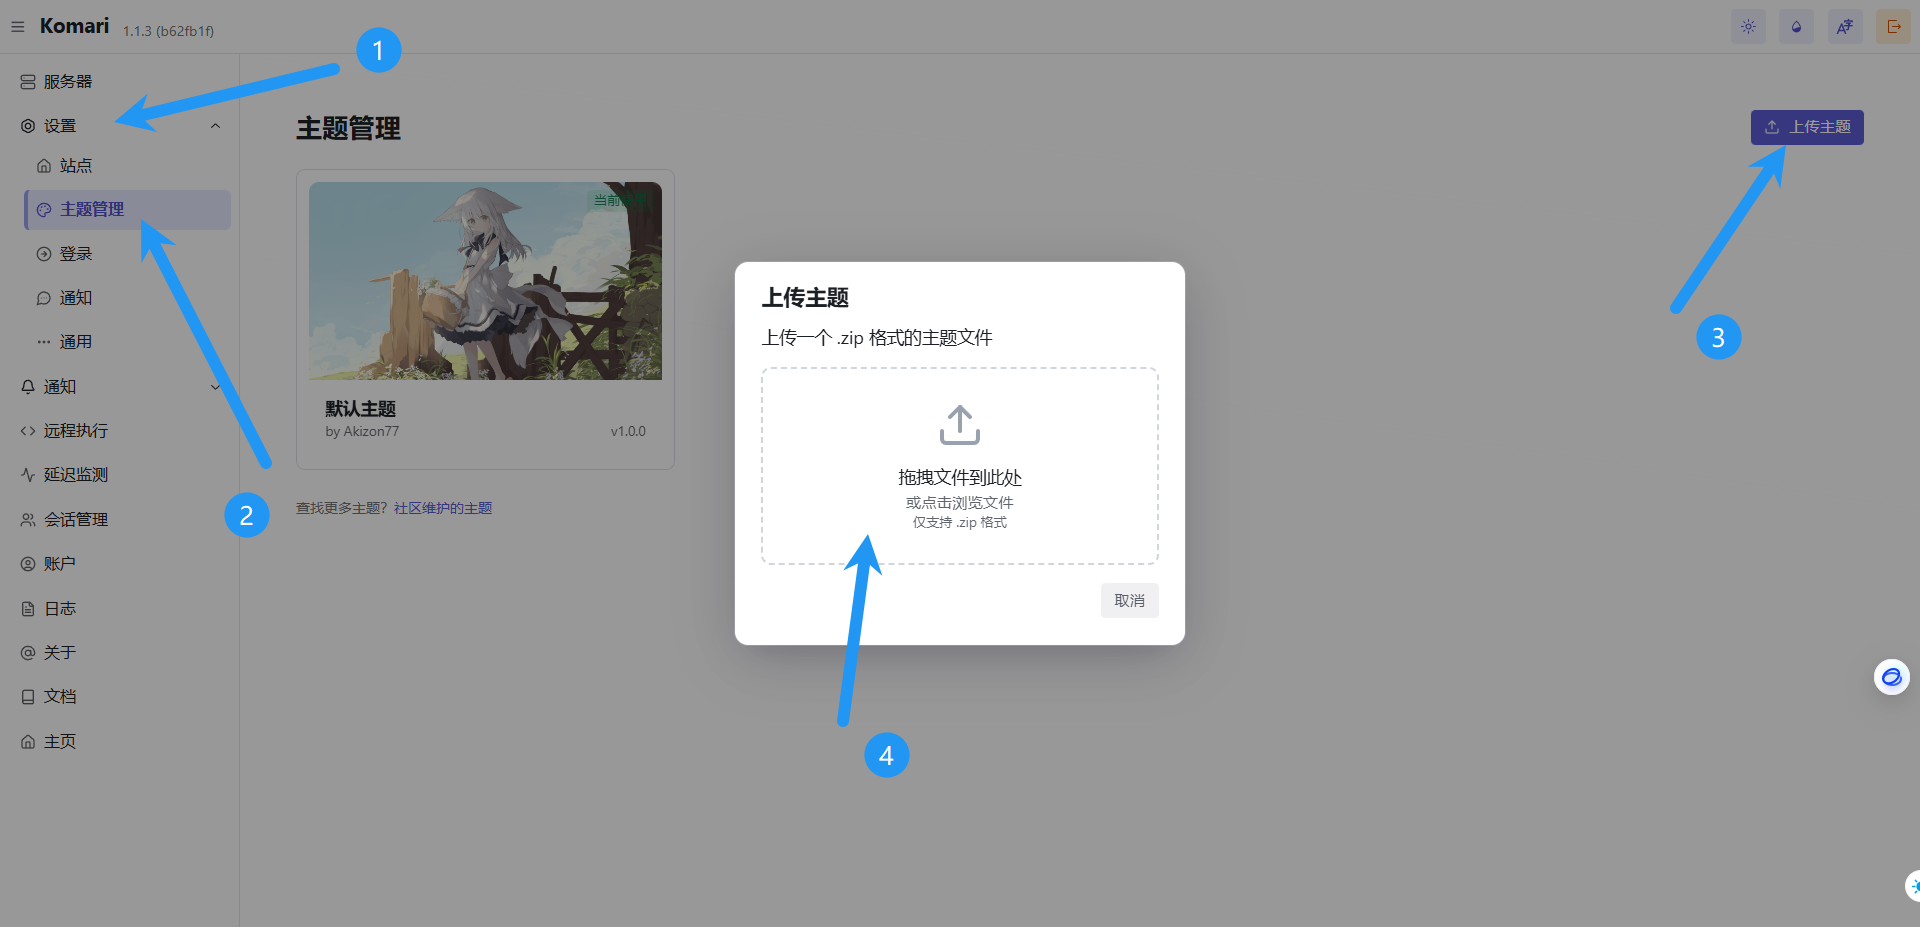 Komari 1.1.3 (b62fb1f)
1
服务器
设置
站点
主题管理
登录
通知
通用
通知
远程执行
延迟监测
会话管理
账户
日志
关于
文档
主页
2
主题管理
上传主题
3
当前
默认主题
by Akizon77
v1.0.0
查找更多主题? 社区维护的主题
上传主题
上传一个 .zip 格式的主题文件
拖拽文件到此处
或点击浏览文件
仅支持 .zip 格式
取消
4